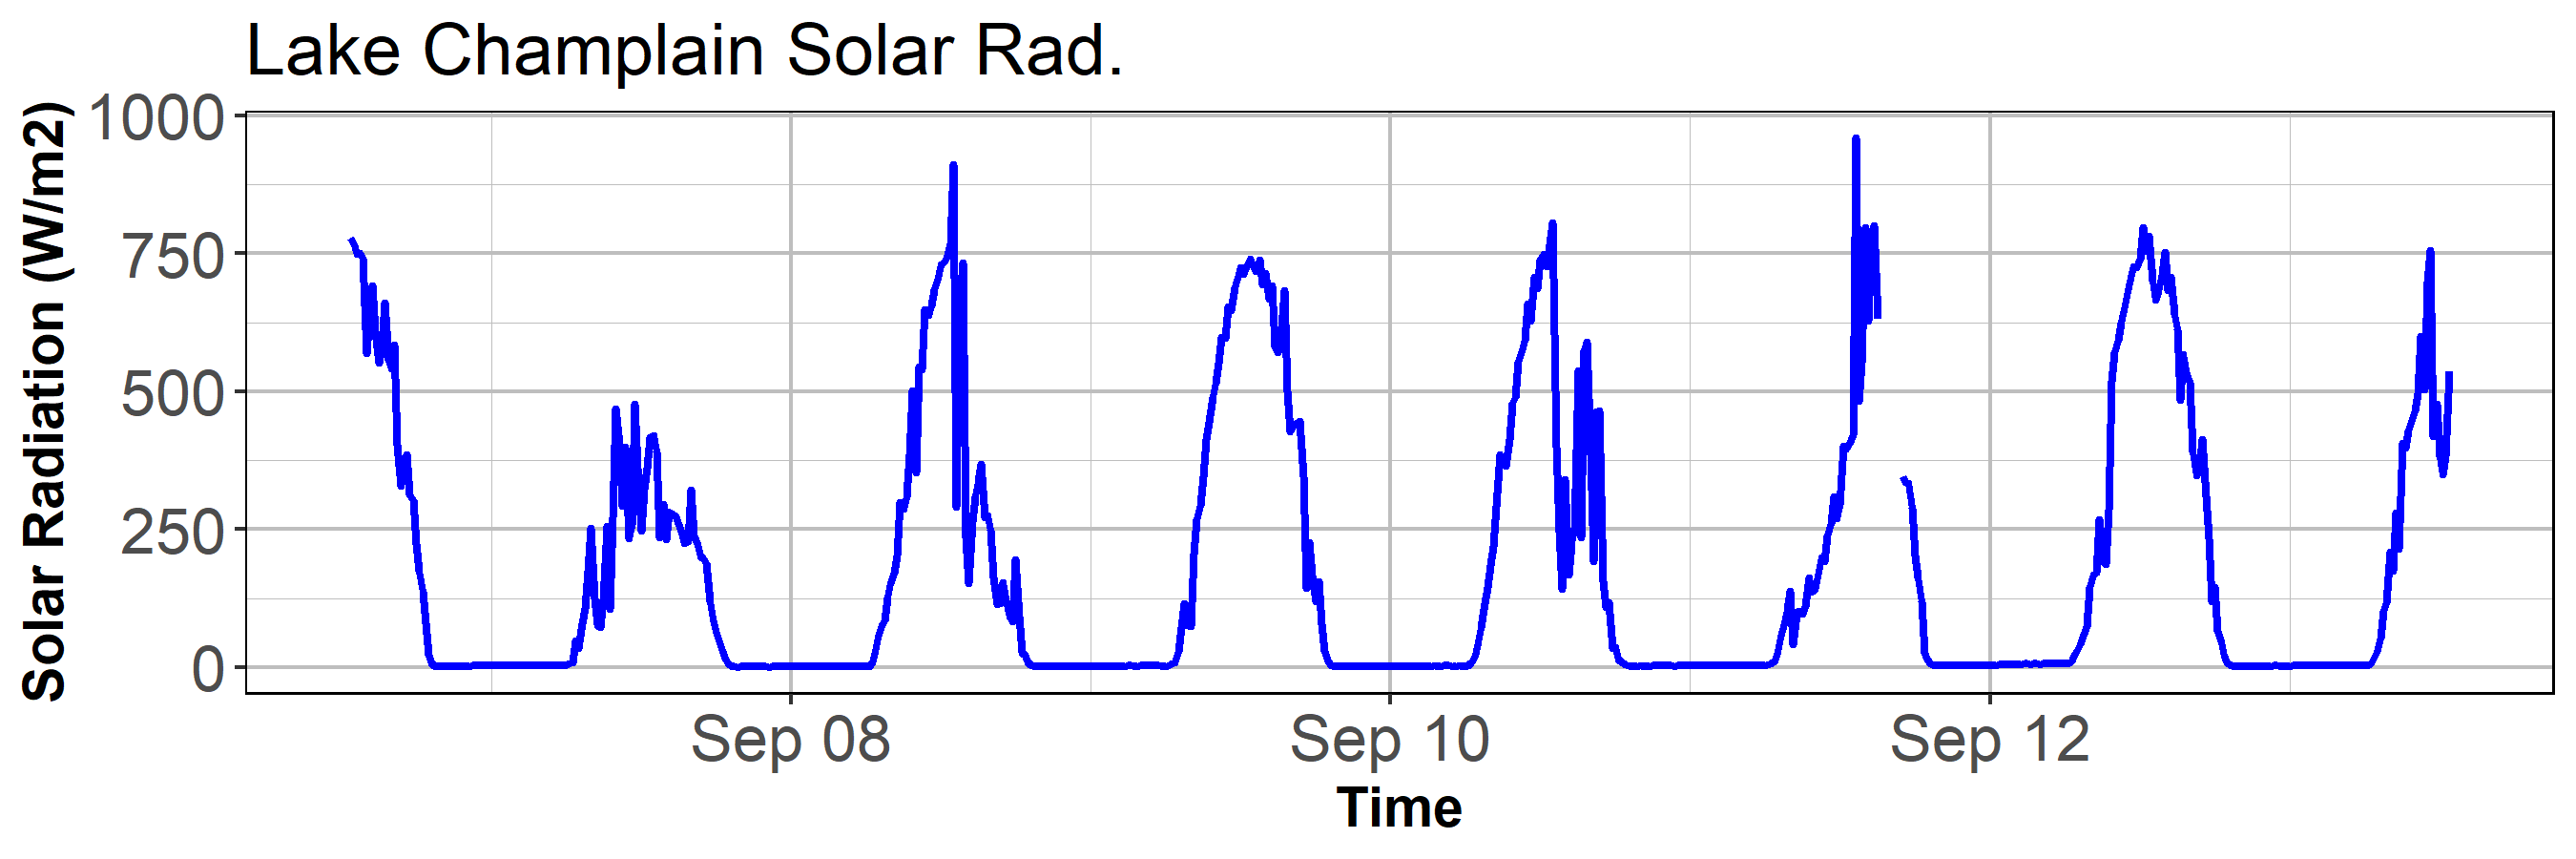 Lake Champlain Solar Rad.
Solar Radiation (W/m2)
1000
750
500
250
0
Sep 08
Sep 10
Sep 12
Time